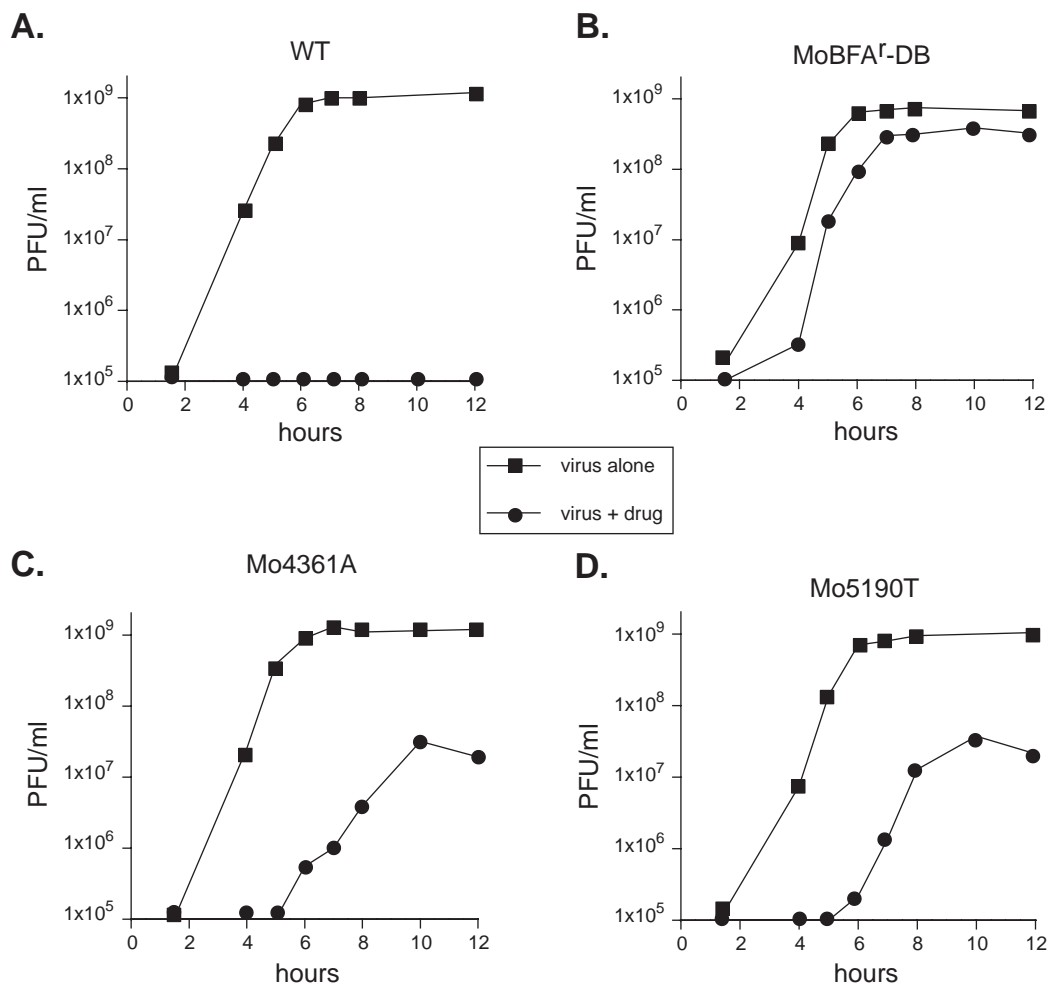 A.
WT
1x10⁹
1x10⁸
1x10⁷
1x10⁶
1x10⁵
PFU/ml
0 2 4 6 8 10 12
hours
B.
MoBFAʳ-DB
1x10⁹
1x10⁸
1x10⁷
1x10⁶
1x10⁵
PFU/ml
0 2 4 6 8 10 12
hours
virus alone
virus + drug
C.
Mo4361A
1x10⁹
1x10⁸
1x10⁷
1x10⁶
1x10⁵
PFU/ml
0 2 4 6 8 10 12
hours
D.
Mo5190T
1x10⁹
1x10⁸
1x10⁷
1x10⁶
1x10⁵
PFU/ml
0 2 4 6 8 10 12
hours